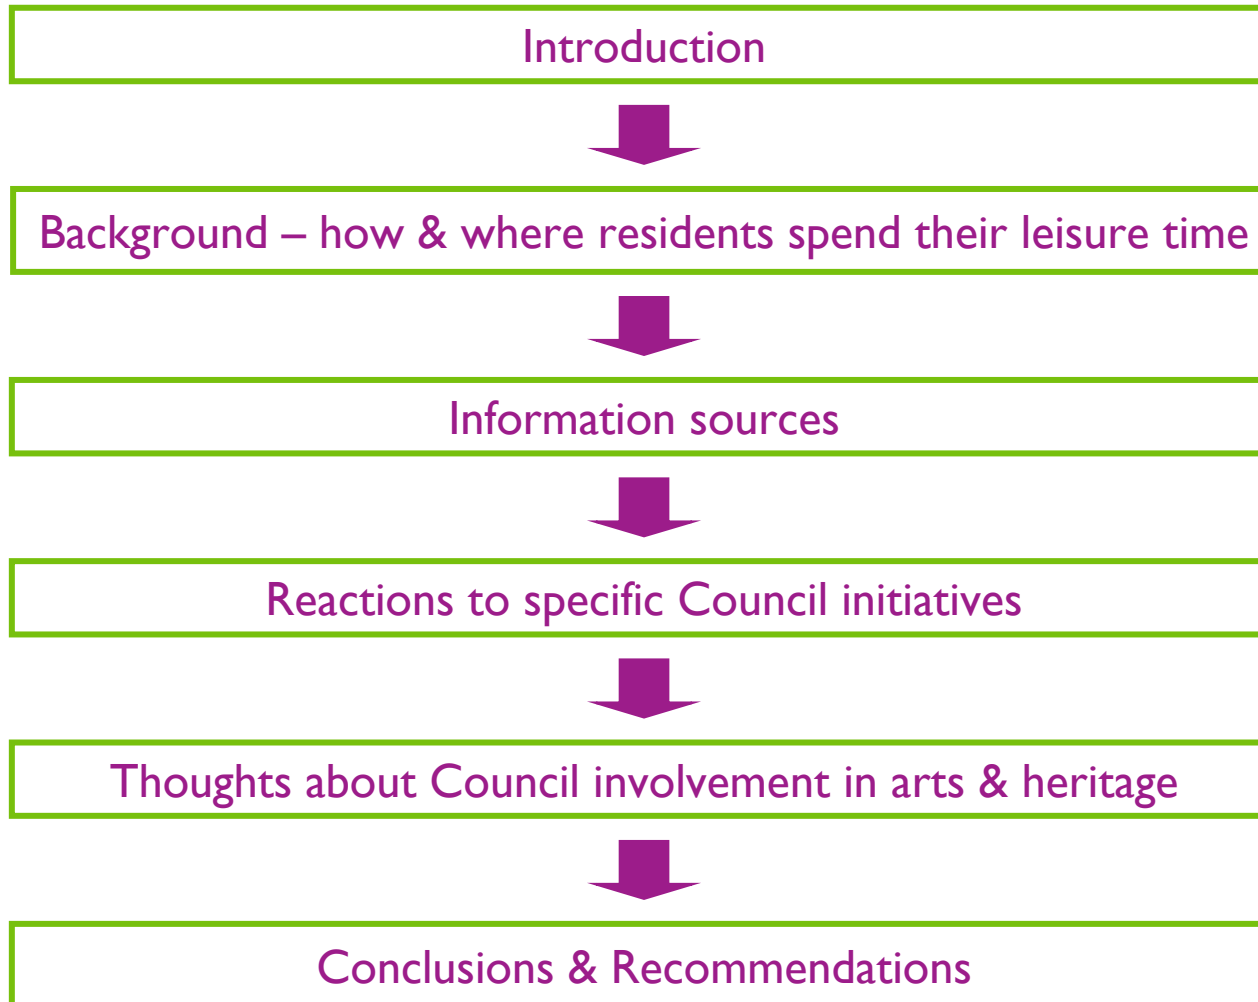 Introduction
Background – how & where residents spend their leisure time
Information sources
Reactions to specific Council initiatives
Thoughts about Council involvement in arts & heritage
Conclusions & Recommendations